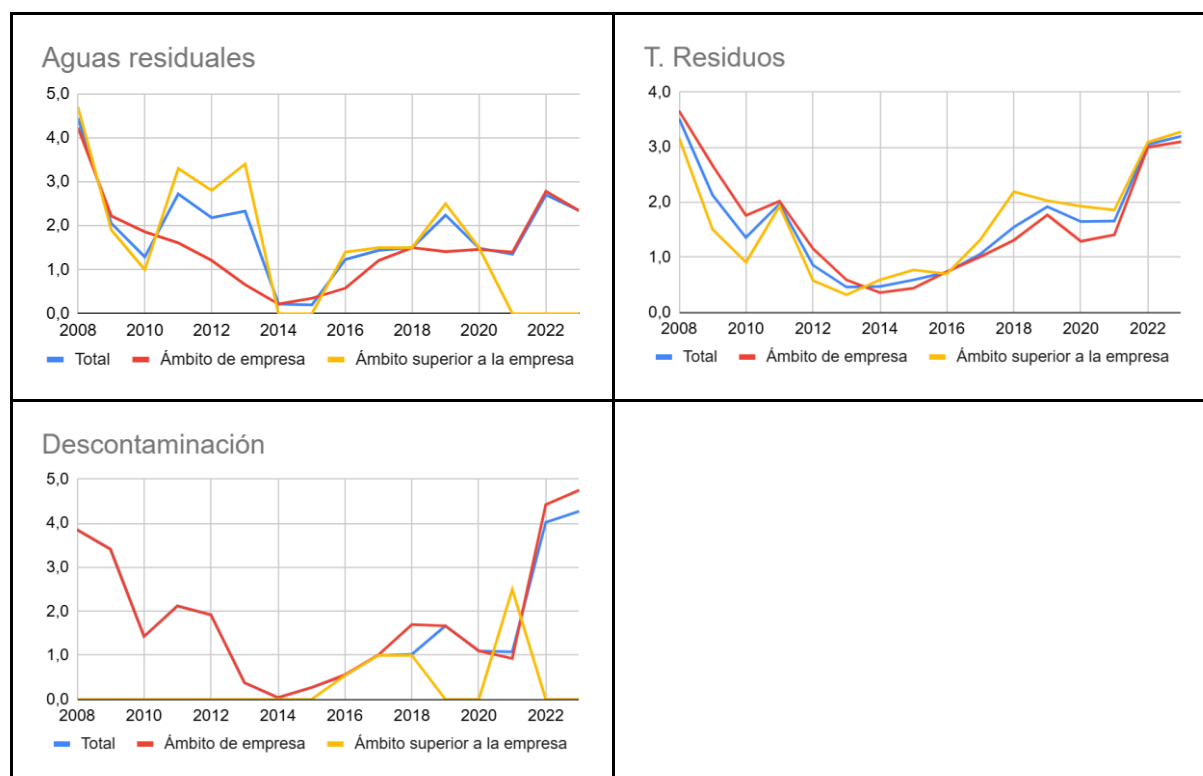 Aguas residuales
5,0
4,0
3,0
2,0
1,0
0,0
2008 2010 2012 2014 2016 2018 2020 2022
Total Ámbito de empresa Ámbito superior a la empresa
T. Residuos
4,0
3,0
2,0
1,0
0,0
2008 2010 2012 2014 2016 2018 2020 2022
Total Ámbito de empresa Ámbito superior a la empresa
Descontaminación
5,0
4,0
3,0
2,0
1,0
0,0
2008 2010 2012 2014 2016 2018 2020 2022
Total Ámbito de empresa Ámbito superior a la empresa